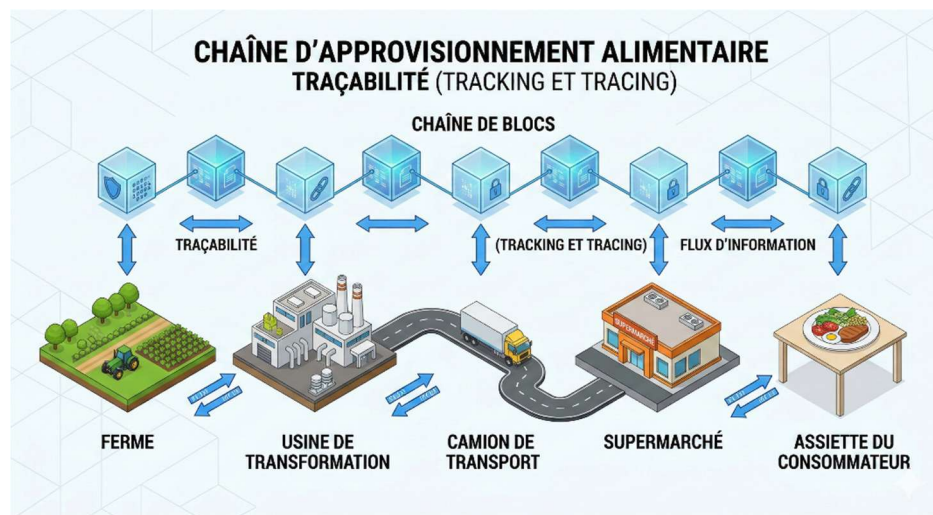 CHAÎNE D'APPROVISIONNEMENT ALIMENTAIRE
TRAÇABILITÉ (TRACKING ET TRACING)
CHAÎNE DE BLOCS
TRAÇABILITÉ
(TRACKING ET TRACING)
FLUX D'INFORMATION
SUPERMARCHÉ
FERME
USINE DE
TRANSFORMATION
CAMION DE
TRANSPORT
SUPERMARCHÉ
ASSIETTE DU
CONSOMMATEUR